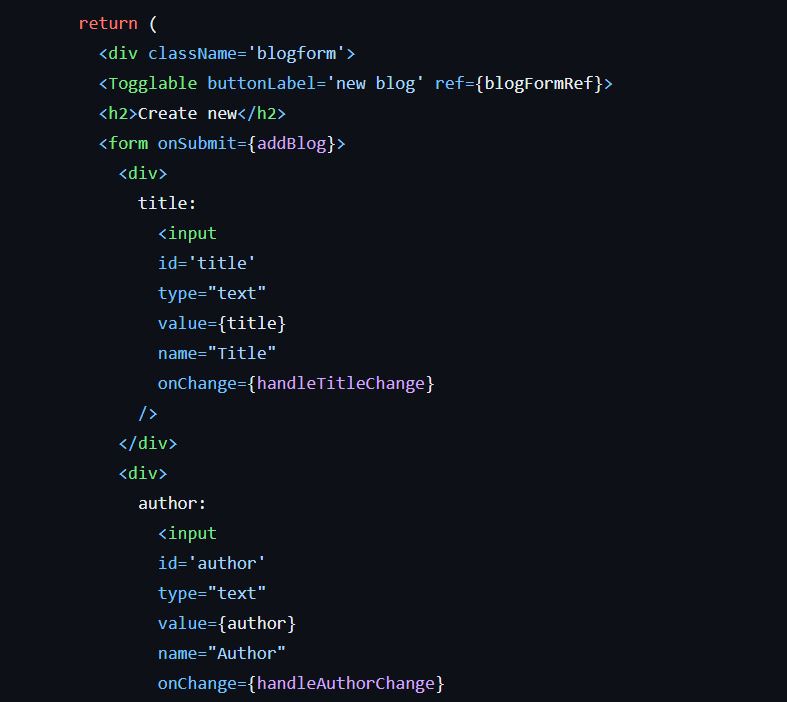 return (
<div className='blogform'>
<Togglable buttonLabel='new blog' ref={blogFormRef}>
<h2>Create new</h2>
<form onSubmit={addBlog}>
<div>
title:
<input
id='title'
type="text"
value={title}
name="Title"
onChange={handleTitleChange}
/>
</div>
<div>
author:
<input
id='author'
type="text"
value={author}
name="Author"
onChange={handleAuthorChange}